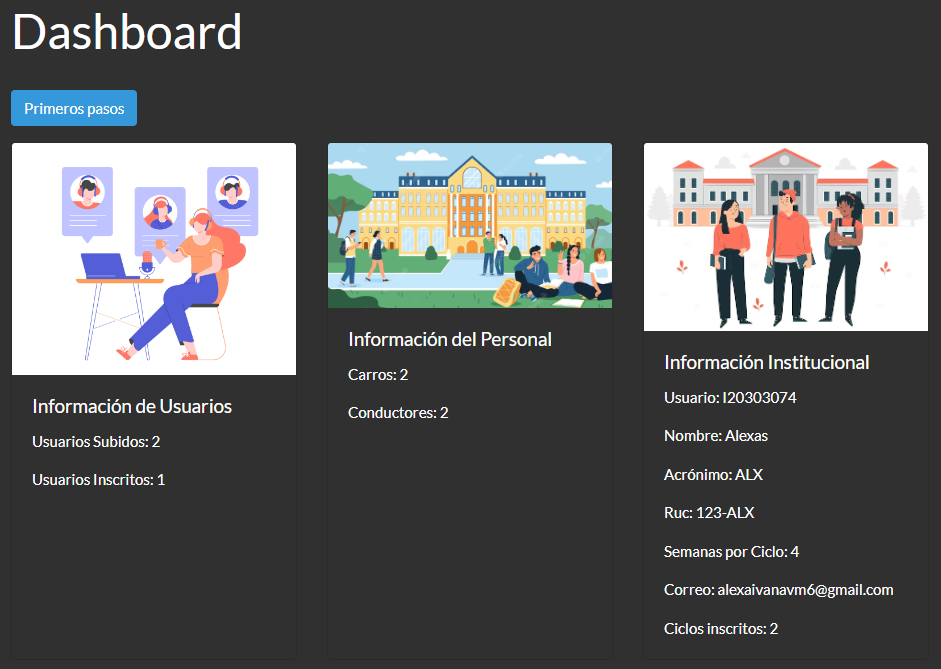 Dashboard
Primeros pasos
Información de Usuarios
Usuarios Subidos: 2
Usuarios Inscritos: 1
Información del Personal
Carros: 2
Conductores: 2
Información Institucional
Usuario: I20303074
Nombre: Alexas
Acrónimo: ALX
Ruc: 123-ALX
Semanas por Ciclo: 4
Correo: alexaivanavm6@gmail.com
Ciclos inscritos: 2